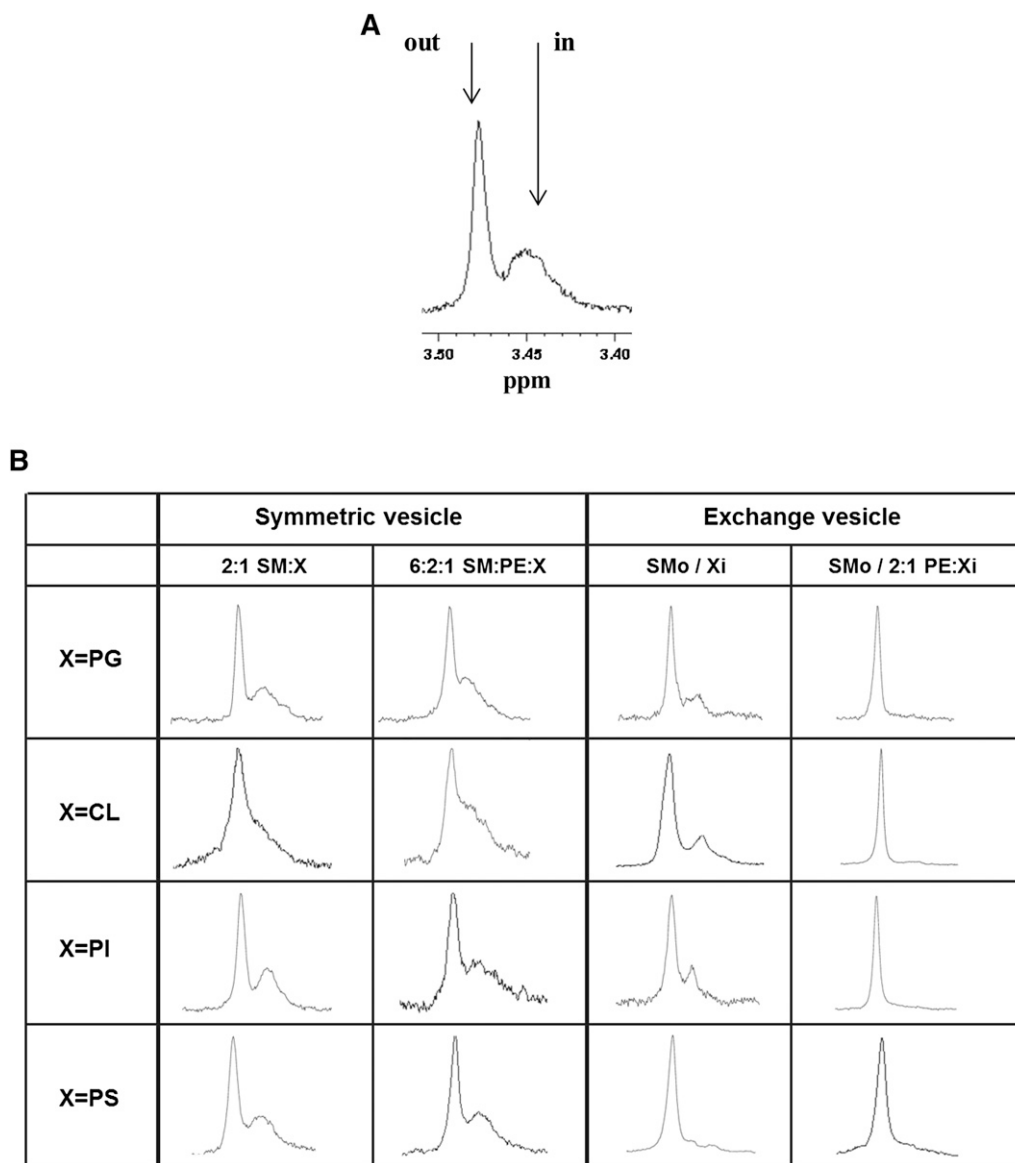 A
out in
3.50 3.45 3.40
ppm
B
Symmetric vesicle Exchange vesicle
2:1 SM:X 6:2:1 SM:PE:X SMo / Xi SMo / 2:1 PE:Xi
X=PG
X=CL
X=PI
X=PS